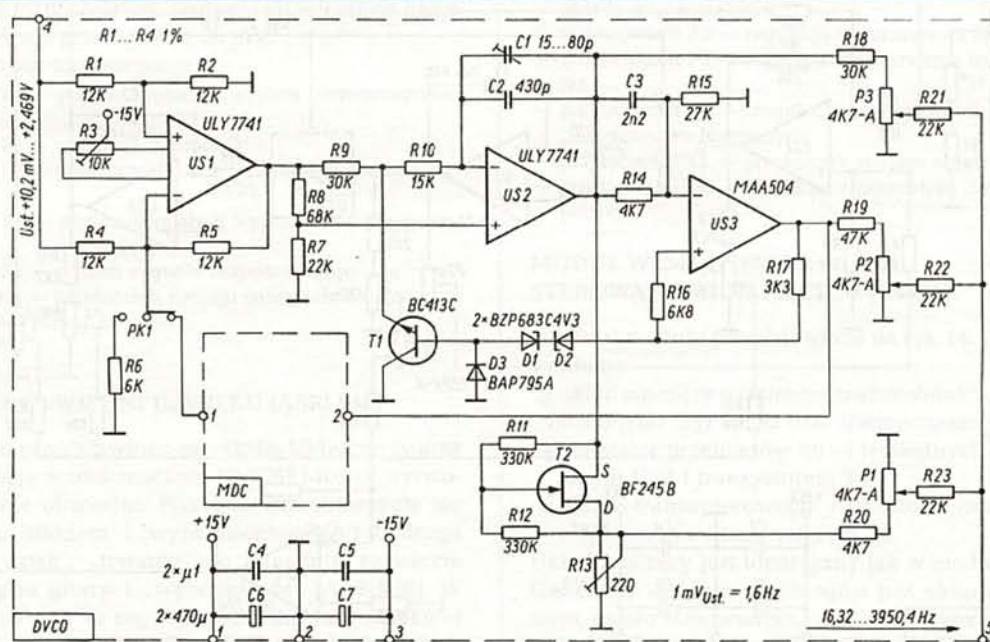 4
R1...R4 1%
R1
12K
R2
12K
-15V
R3
10K
ULY7741
US1
Ust. +10,2 mV...+2,469V
R4
12K
R5
12K
PK1
R6
6K
R9
30K
R10
15K
R8
68K
R7
22K
T1
BC413C
2×BZP683C4V3
D1
D2
D3
BAP795A
C1 15...80p
C2 430p
C3
2n2
R15
27K
ULY7741
US2
R14
4K7
MAA504
US3
R16
6K8
R17
3K3
R18
30K
P3
4K7-A
R21
22K
R19
47K
P2
4K7-A
R22
22K
1
2
MDC
R11
330K
T2
S
D
BF245B
R12
330K
R13
220
R20
4K7
P1
4K7-A
R23
22K
1mVUst. = 1,6Hz
16,32...3950,4Hz
5
+15V
-15V
2×μ1
C4
C5
2×470μ
C6
C7
1
2
3
DVCO